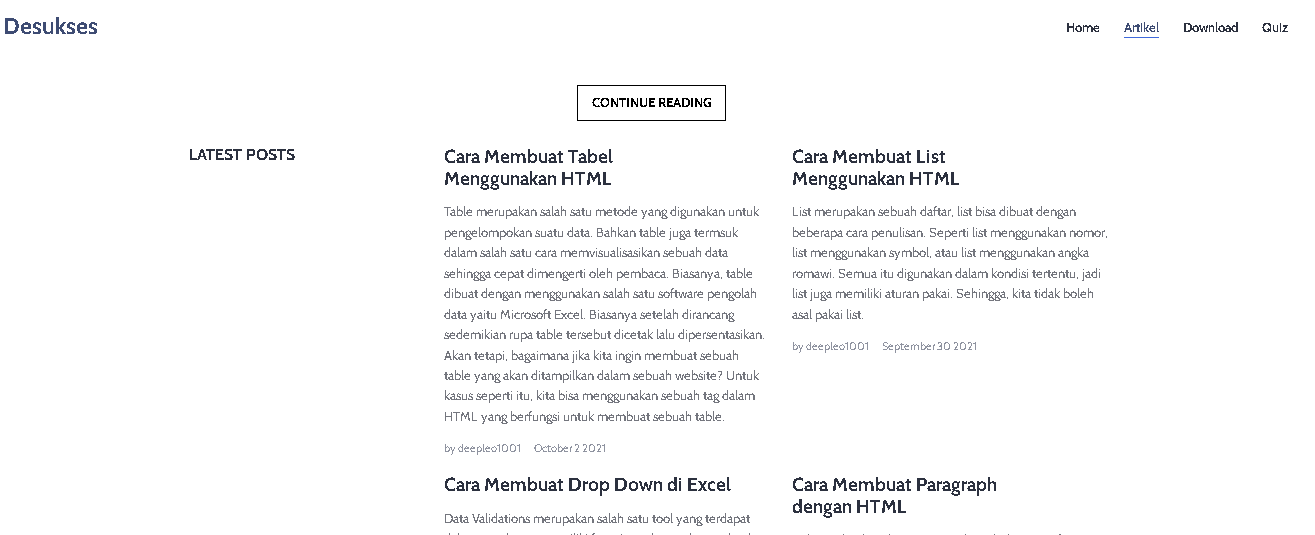 Desukses
Home Artikel Download Quiz
CONTINUE READING
LATEST POSTS
Cara Membuat Tabel
Menggunakan HTML
Table merupakan salah satu metode yang digunakan untuk
pengelompokan suatu data. Bahkan table juga termsuk
dalam salah satu cara memvisualisasikan sebuah data
sehingga cepat dimengerti oleh pembaca. Biasanya, table
dibuat dengan menggunakan salah satu software pengolah
data yaitu Microsoft Excel. Biasanya setelah dirancang
sedemikian rupa table tersebut dicetak lalu dipersentasikan.
Akan tetapi, bagaimana jika kita ingin membuat sebuah
table yang akan ditampilkan dalam sebuah website? Untuk
kasus seperti itu, kita bisa menggunakan sebuah tag dalam
HTML yang berfungsi untuk membuat sebuah table.
by deepleo1001 October 2 2021
Cara Membuat List
Menggunakan HTML
List merupakan sebuah daftar, list bisa dibuat dengan
beberapa cara penulisan. Seperti list menggunakan nomor,
list menggunakan symbol, atau list menggunakan angka
romawi. Semua itu digunakan dalam kondisi tertentu, jadi
list juga memiliki aturan pakai. Sehingga, kita tidak boleh
asal pakai list.
by deepleo1001 September 30 2021
Cara Membuat Drop Down di Excel
Data Validations merupakan salah satu tool yang terdapat
Cara Membuat Paragraph
dengan HTML